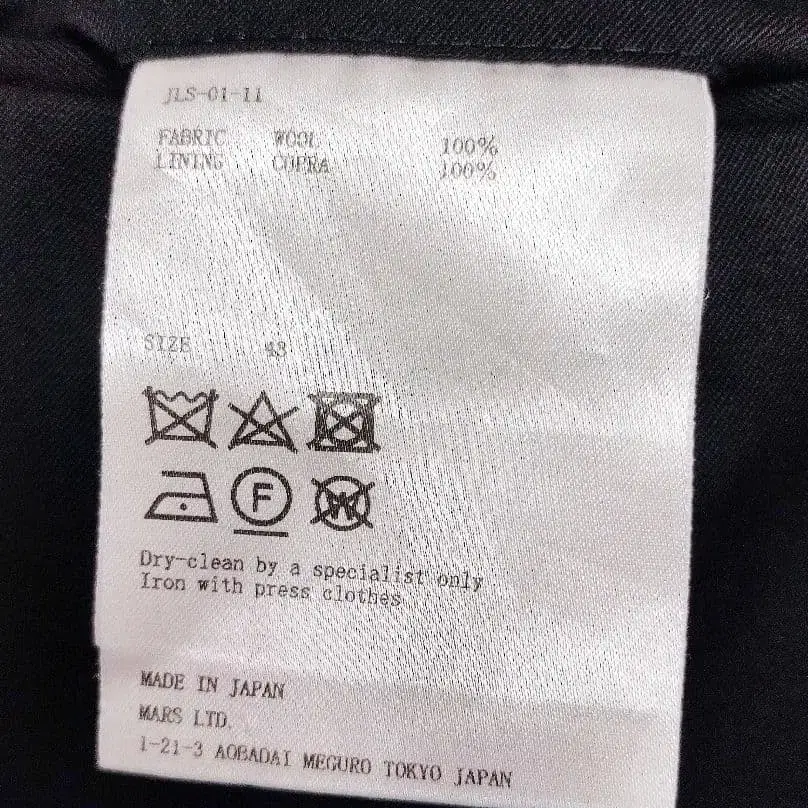 JLS-01-11
FABRIC WOOL 100%
LINING CUPRA 100%
SIZE 48
F
W
Dry-clean by a specialist only
Iron with press clothes
MADE IN JAPAN
MARS LTD.
1-21-3 AOBADAI MEGURO TOKYO JAPAN